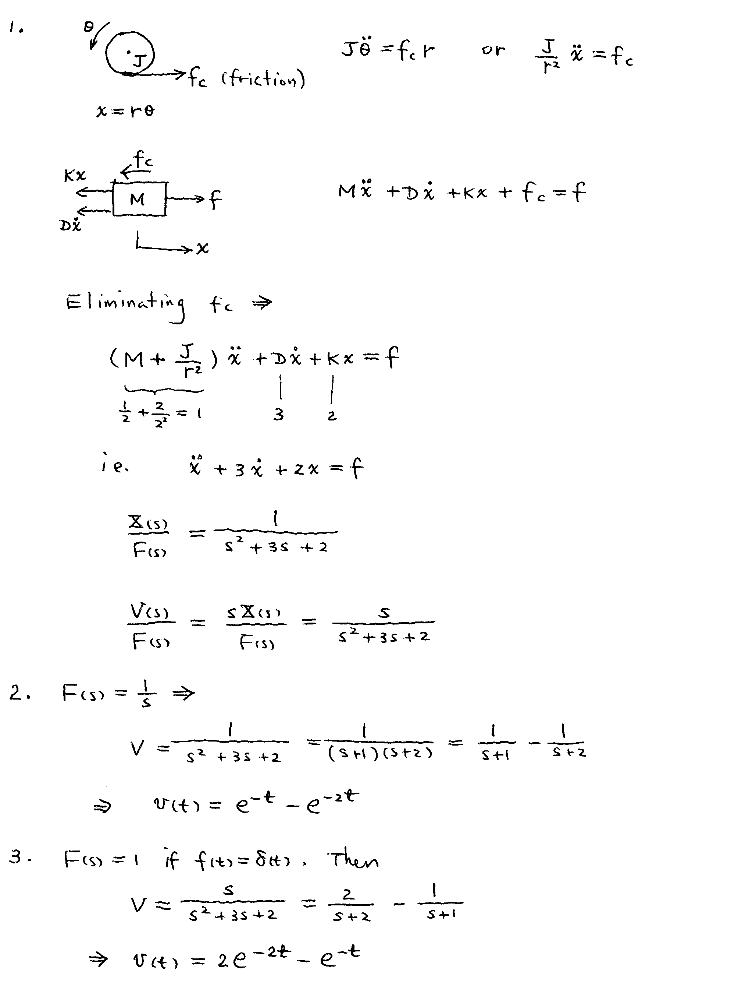 1. θ J Jθ̈ = f_c r or J/r² ẍ = f_c
f_c (friction)
x = rθ
f_c
Kx
M f Mẍ + Dẋ + Kx + f_c = f
Dẋ
x
Eliminating f_c ⇒
(M + J/r²) ẍ + Dẋ + Kx = f
1/2 + 2/2² = 1 3 2
i.e. ẍ + 3ẋ + 2x = f
X(s)/F(s) = 1/(s² + 3s + 2)
V(s)/F(s) = sX(s)/F(s) = s/(s² + 3s + 2)
2. F(s) = 1/s ⇒
V = 1/(s² + 3s + 2) = 1/((s+1)(s+2)) = 1/(s+1) - 1/(s+2)
⇒ v(t) = e^{-t} - e^{-2t}
3. F(s) = 1 if f(t) = δ(t). Then
V = s/(s² + 3s + 2) = 2/(s+2) - 1/(s+1)
⇒ v(t) = 2e^{-2t} - e^{-t}